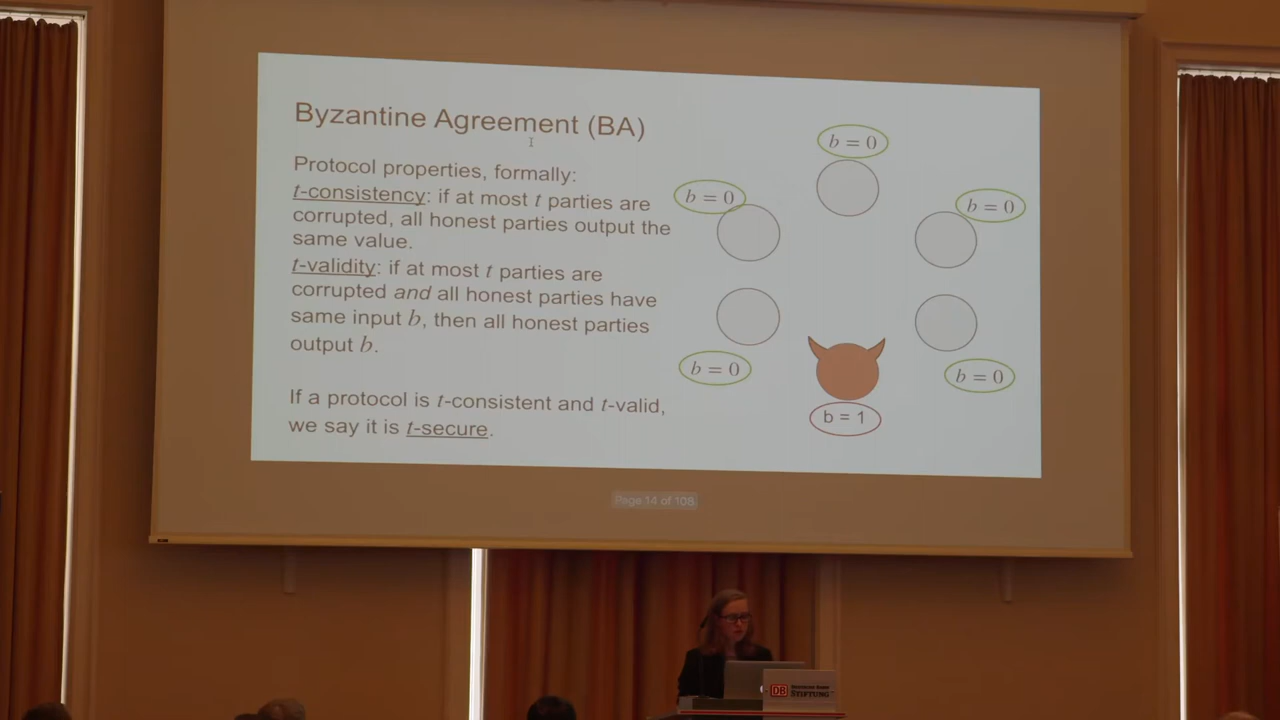 Byzantine Agreement (BA)
Protocol properties, formally:
t-consistency: if at most t parties are
corrupted, all honest parties output the
same value.
t-validity: if at most t parties are
corrupted and all honest parties have
same input b, then all honest parties
output b.
If a protocol is t-consistent and t-valid,
we say it is t-secure.
b = 0
b = 0
b = 0
b = 0
b = 0
b = 1
Page 14 of 108
DB
STIFTUNG